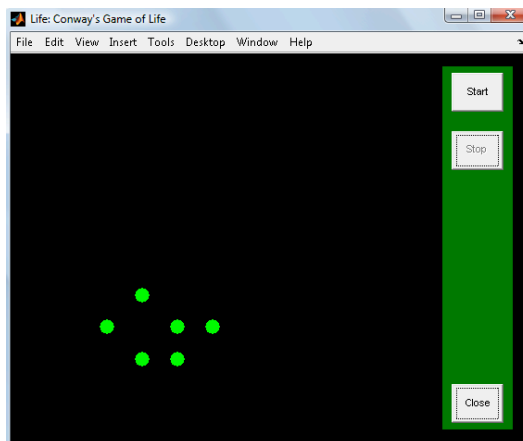 Life: Conway's Game of Life
File Edit View Insert Tools Desktop Window Help
Start
Stop
Close